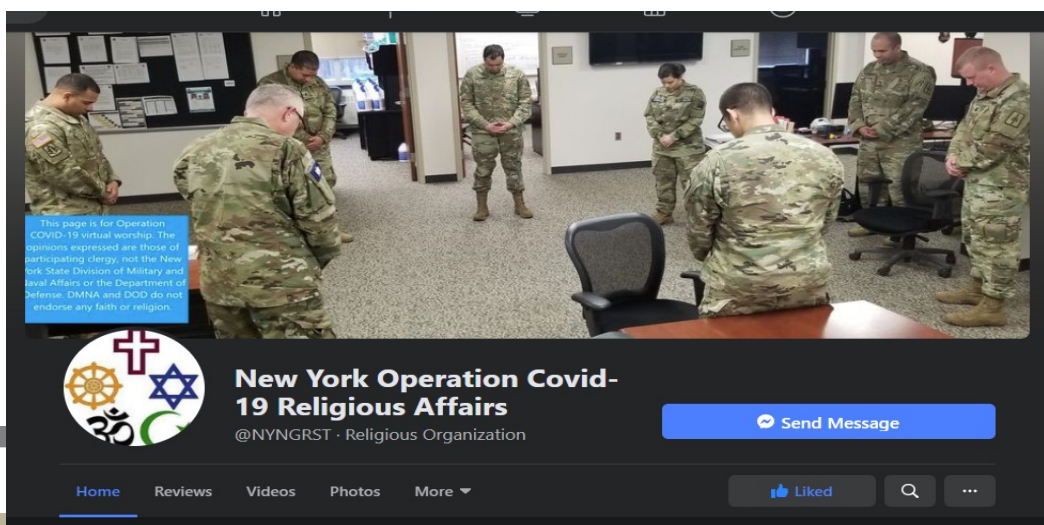 This page is for Operation
COVID-19 virtual worship. The
opinions expressed are those of
participating clergy, not the New
York State Division of Military and
Naval Affairs or the Department of
Defense. DMNA and DOD do not
endorse any faith or religion.
New York Operation Covid-
19 Religious Affairs
@NYNGRST · Religious Organization
Send Message
Home Reviews Videos Photos More
Liked